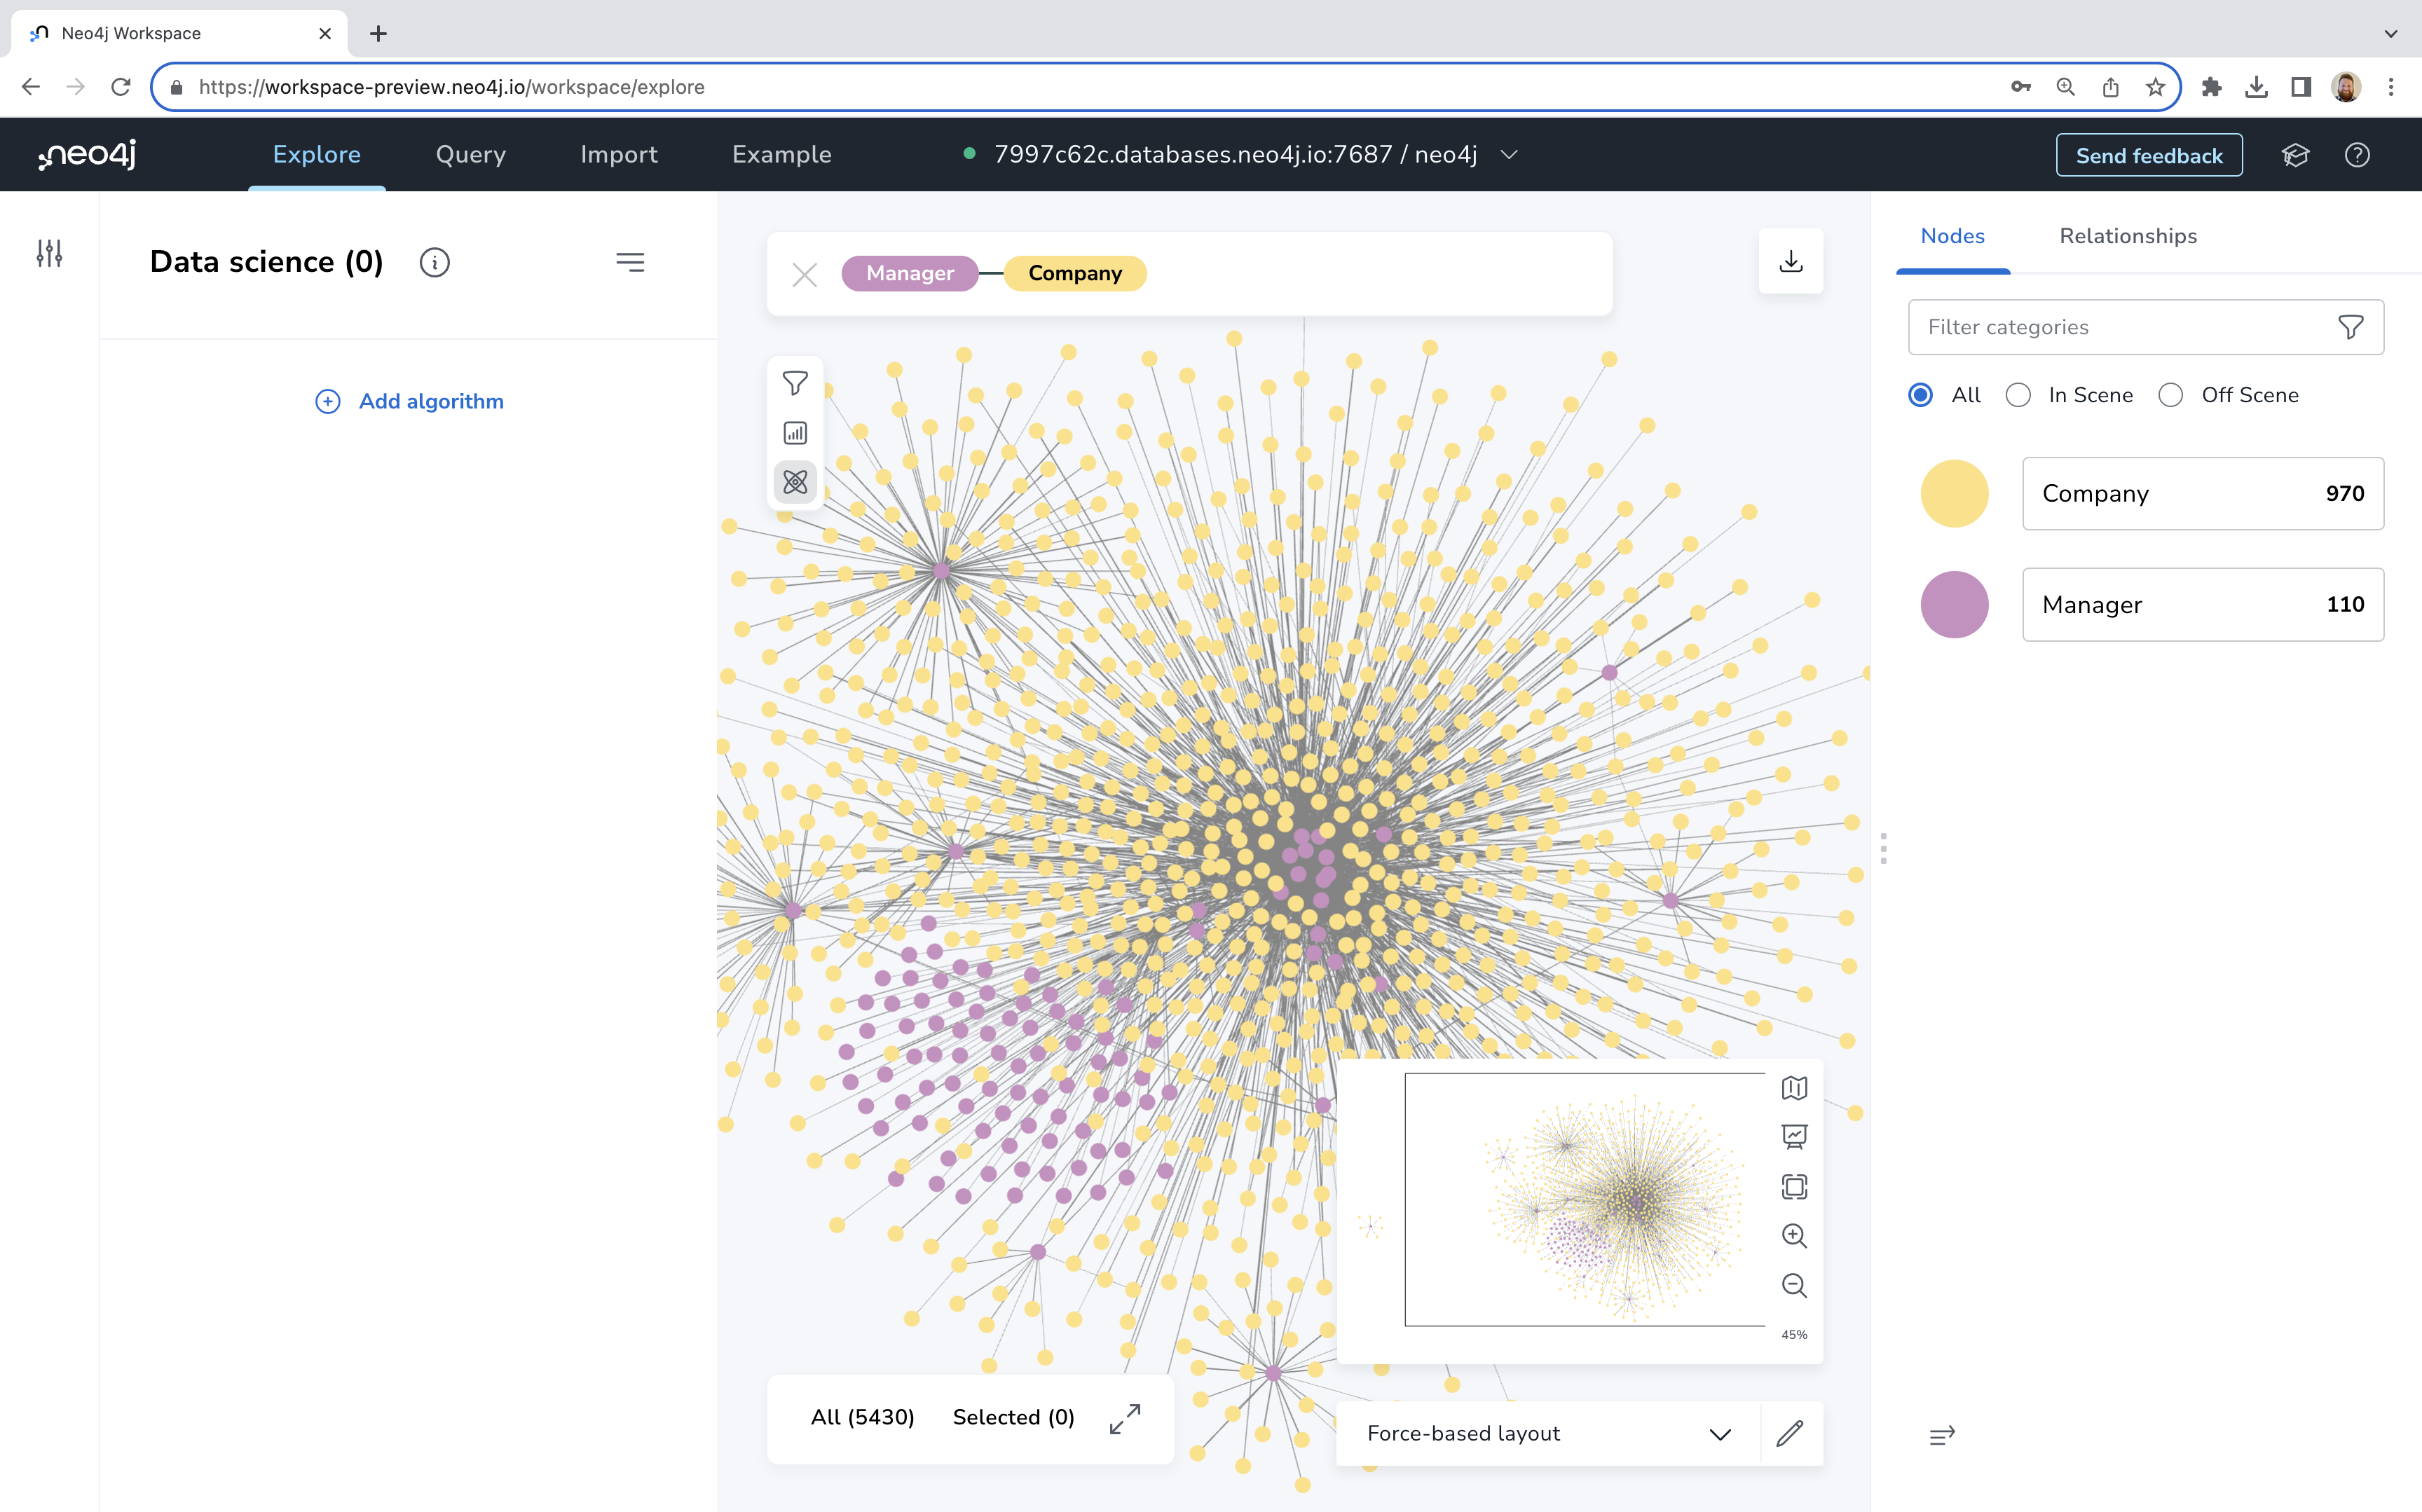 Neo4j Workspace
https://workspace-preview.neo4j.io/workspace/explore
neo4j
Explore
Query
Import
Example
7997c62c.databases.neo4j.io:7687 / neo4j
Send feedback
Data science (0)
Add algorithm
Manager
Company
Nodes
Relationships
Filter categories
All
In Scene
Off Scene
Company 970
Manager 110
45%
All (5430)
Selected (0)
Force-based layout